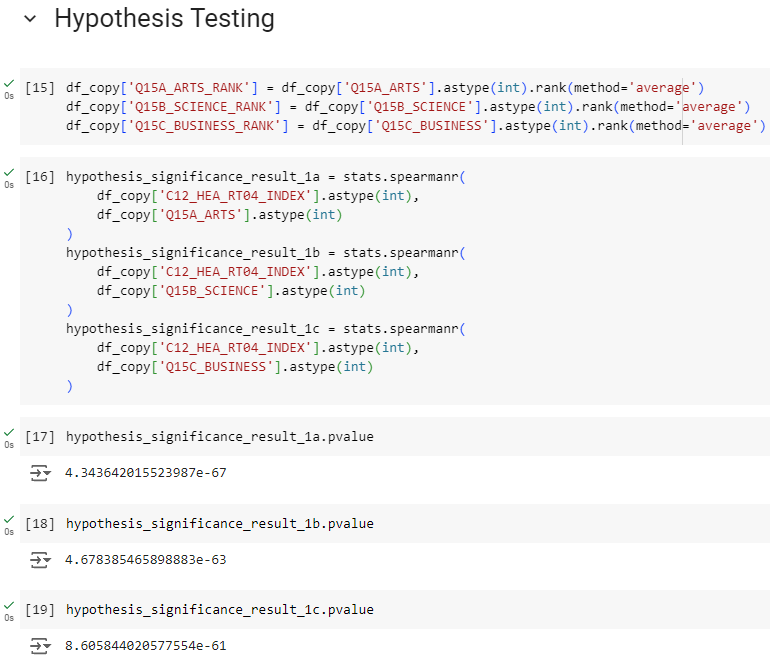 Hypothesis Testing
[15] df_copy['Q15A_ARTS_RANK'] = df_copy['Q15A_ARTS'].astype(int).rank(method='average')
0s
df_copy['Q15B_SCIENCE_RANK'] = df_copy['Q15B_SCIENCE'].astype(int).rank(method='average')
df_copy['Q15C_BUSINESS_RANK'] = df_copy['Q15C_BUSINESS'].astype(int).rank(method='average')
[16] hypothesis_significance_result_1a = stats.spearmanr(
0s
df_copy['C12_HEA_RT04_INDEX'].astype(int),
df_copy['Q15A_ARTS'].astype(int)
)
hypothesis_significance_result_1b = stats.spearmanr(
df_copy['C12_HEA_RT04_INDEX'].astype(int),
df_copy['Q15B_SCIENCE'].astype(int)
)
hypothesis_significance_result_1c = stats.spearmanr(
df_copy['C12_HEA_RT04_INDEX'].astype(int),
df_copy['Q15C_BUSINESS'].astype(int)
)
[17] hypothesis_significance_result_1a.pvalue
0s
4.343642015523987e-67
[18] hypothesis_significance_result_1b.pvalue
0s
4.678385465898883e-63
[19] hypothesis_significance_result_1c.pvalue
0s
8.605844020577554e-61